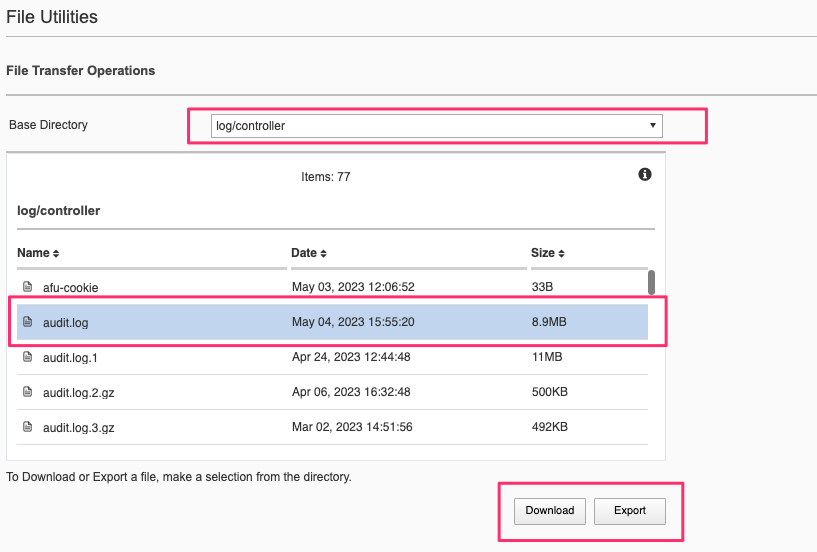 File Utilities
File Transfer Operations
Base Directory log/controller
Items: 77
log/controller
Name Date Size
afu-cookie May 03, 2023 12:06:52 33B
audit.log May 04, 2023 15:55:20 8.9MB
audit.log.1 Apr 24, 2023 12:44:48 11MB
audit.log.2.gz Apr 06, 2023 16:32:48 500KB
audit.log.3.gz Mar 02, 2023 14:51:56 492KB
To Download or Export a file, make a selection from the directory.
Download Export